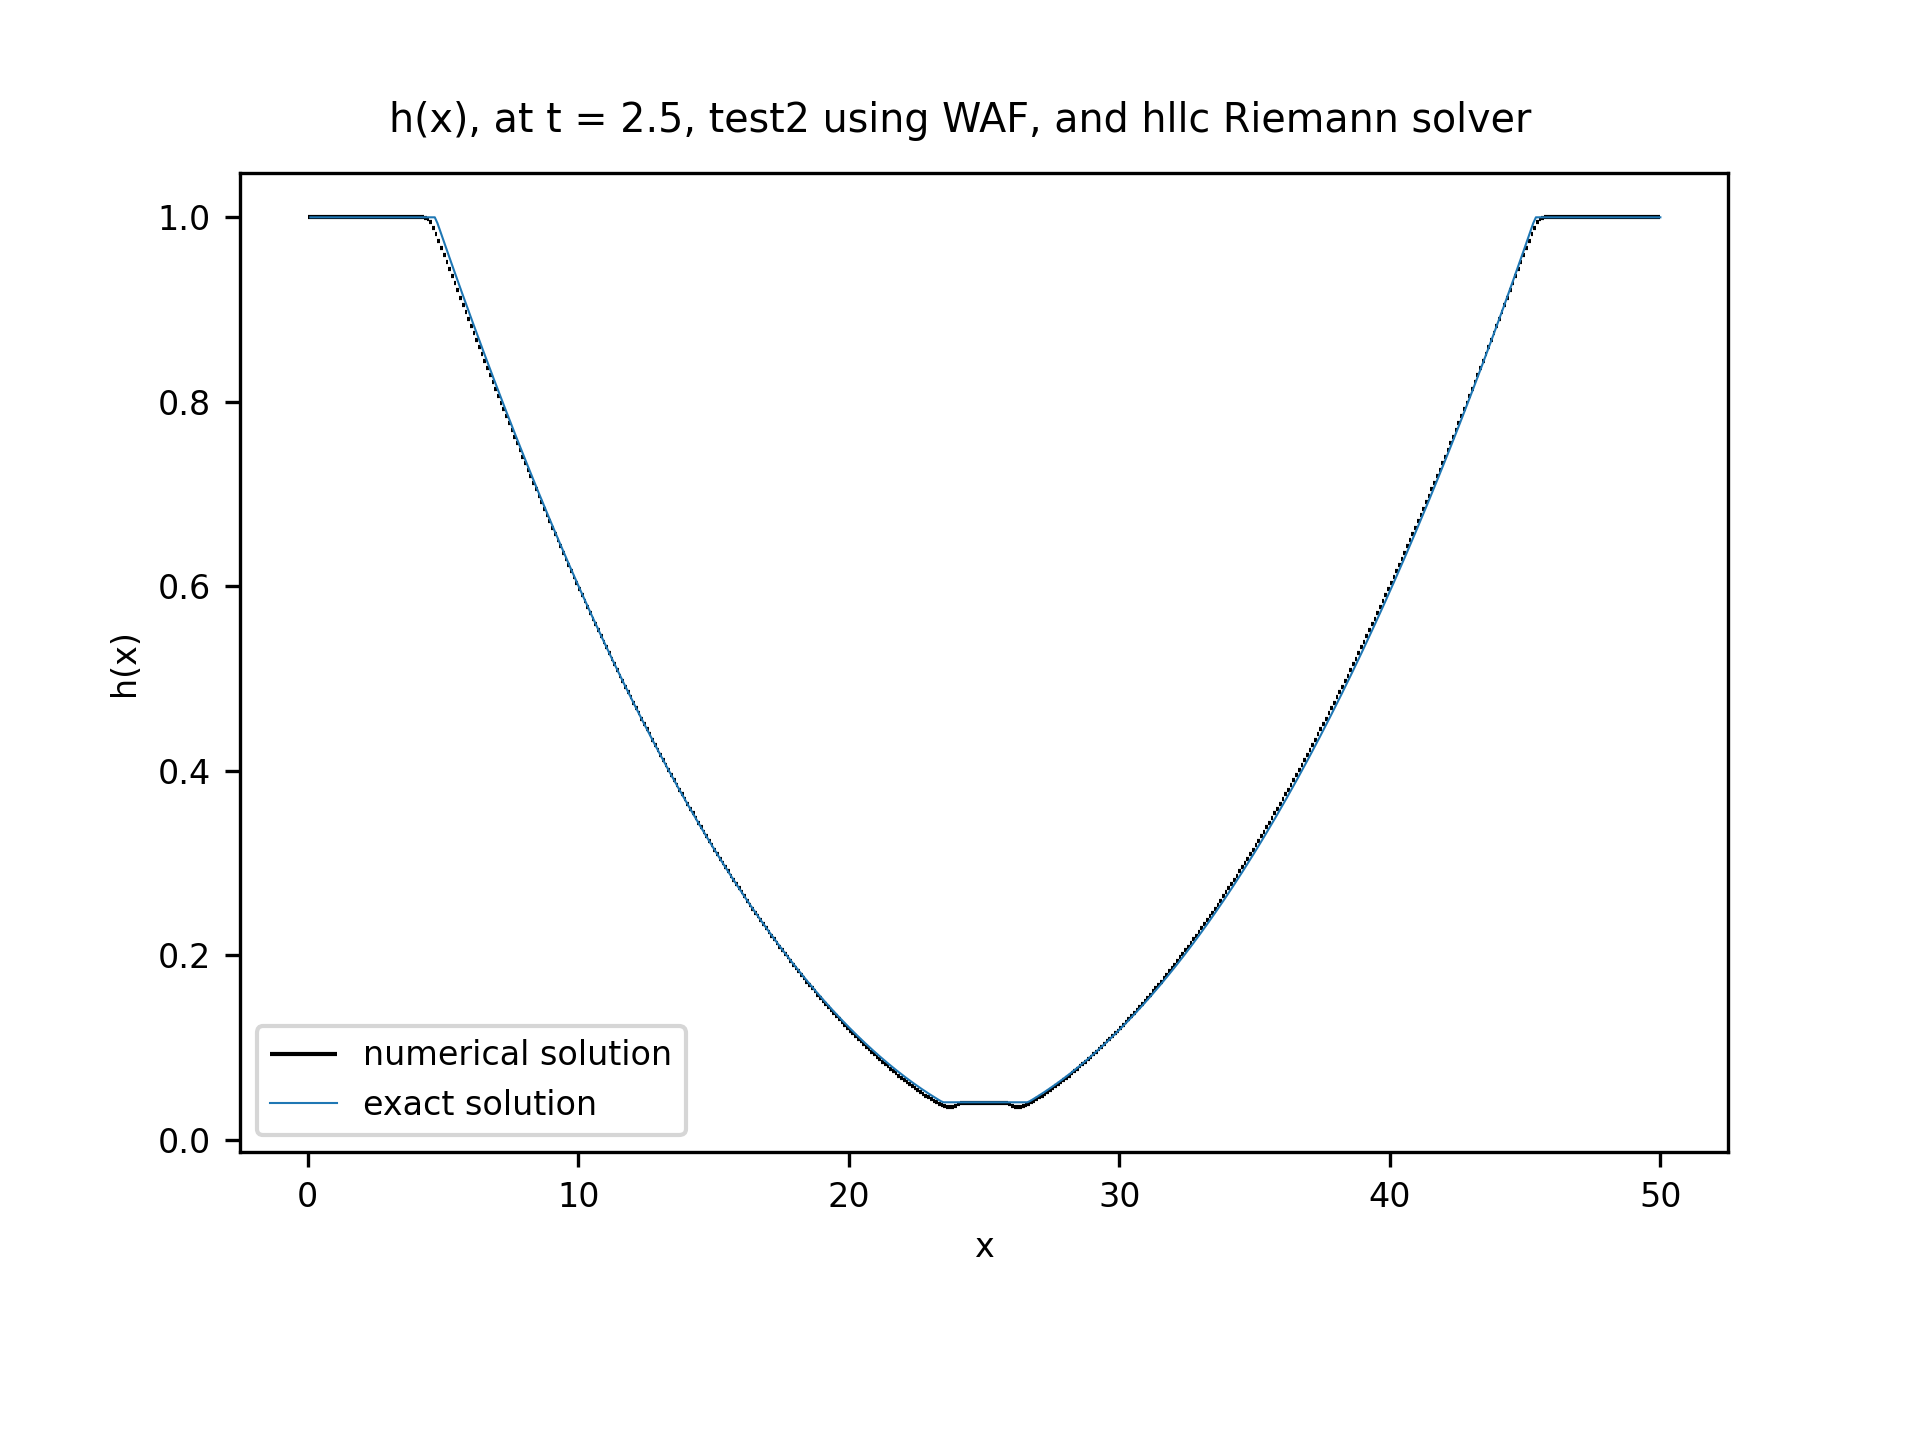 h(x), at t = 2.5, test2 using WAF, and hllc Riemann solver
1.0
0.8
0.6
0.4
0.2
0.0
h(x)
numerical solution
exact solution
0 10 20 30 40 50
x